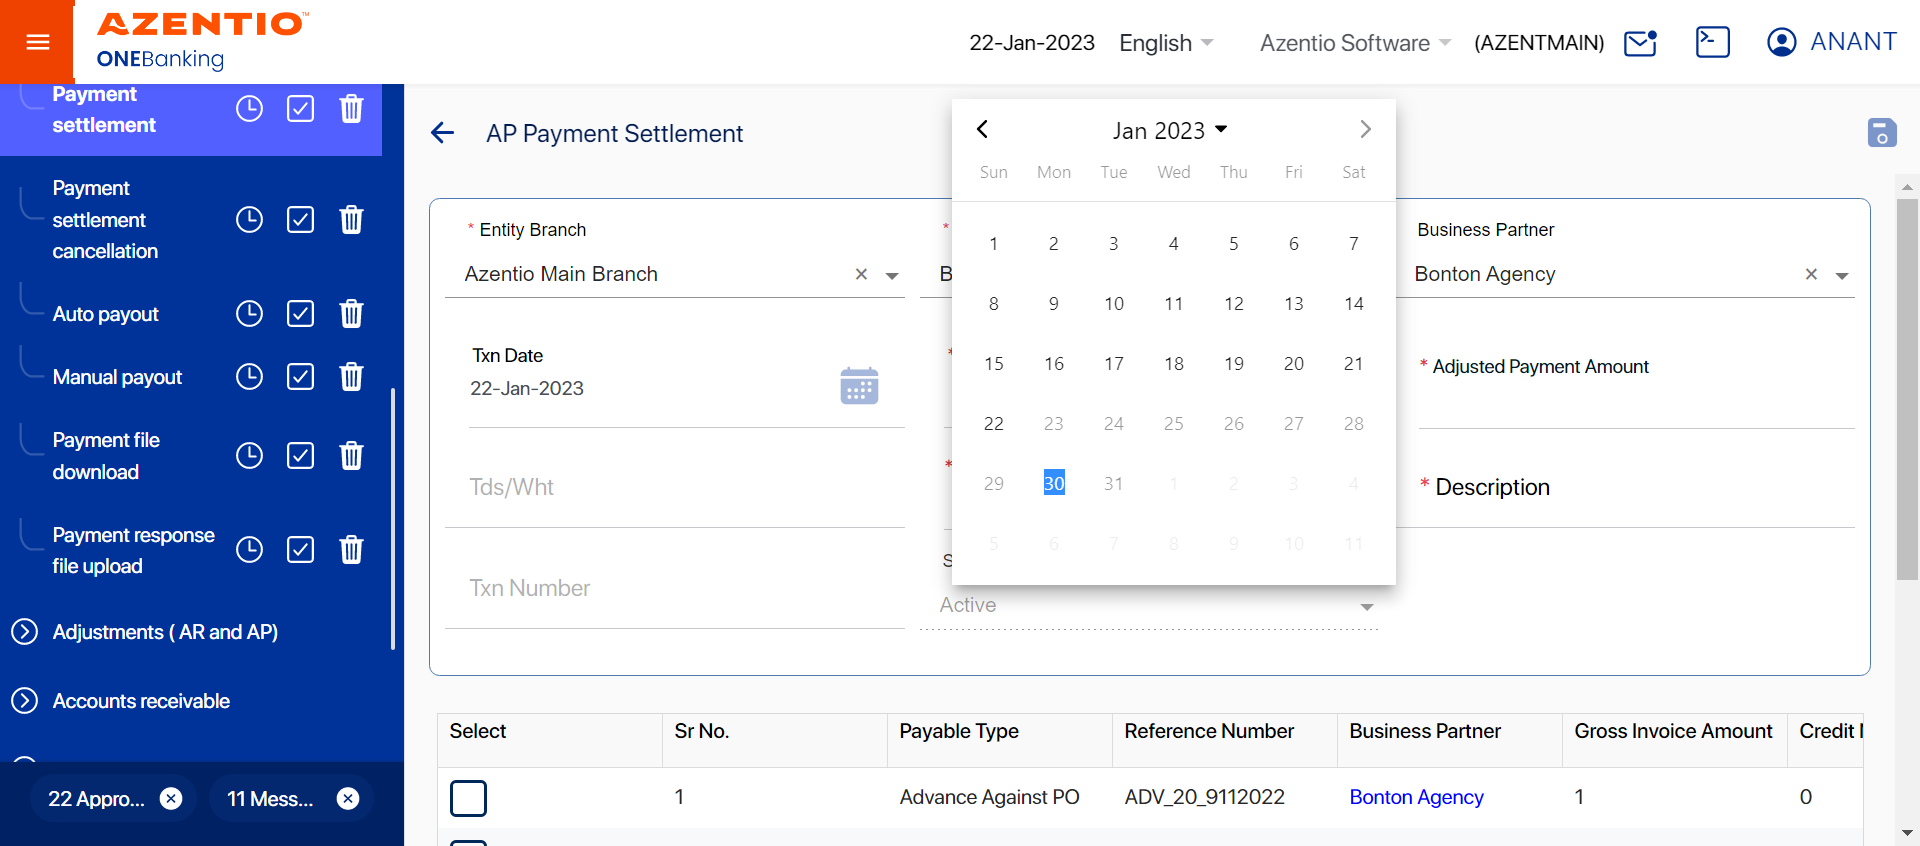 AZENTIO™
ONEBanking
22-Jan-2023 English Azentio Software (AZENTMAIN) ANANT
Payment
settlement
Payment
settlement
cancellation
Auto payout
Manual payout
Payment file
download
Payment response
file upload
Adjustments ( AR and AP)
Accounts receivable
22 Appro... 11 Mess...
AP Payment Settlement
Jan 2023
Sun Mon Tue Wed Thu Fri Sat
1 2 3 4 5 6 7
8 9 10 11 12 13 14
15 16 17 18 19 20 21
22 23 24 25 26 27 28
29 30 31 1 2 3 4
5 6 7 8 9 10 11
* Entity Branch
Azentio Main Branch
*
B
Business Partner
Bonton Agency
Txn Date
22-Jan-2023
*
* Adjusted Payment Amount
Tds/Wht
*
* Description
Txn Number
S
Active
Select Sr No. Payable Type Reference Number Business Partner Gross Invoice Amount Credit
1 Advance Against PO ADV_20_9112022 Bonton Agency 1 0